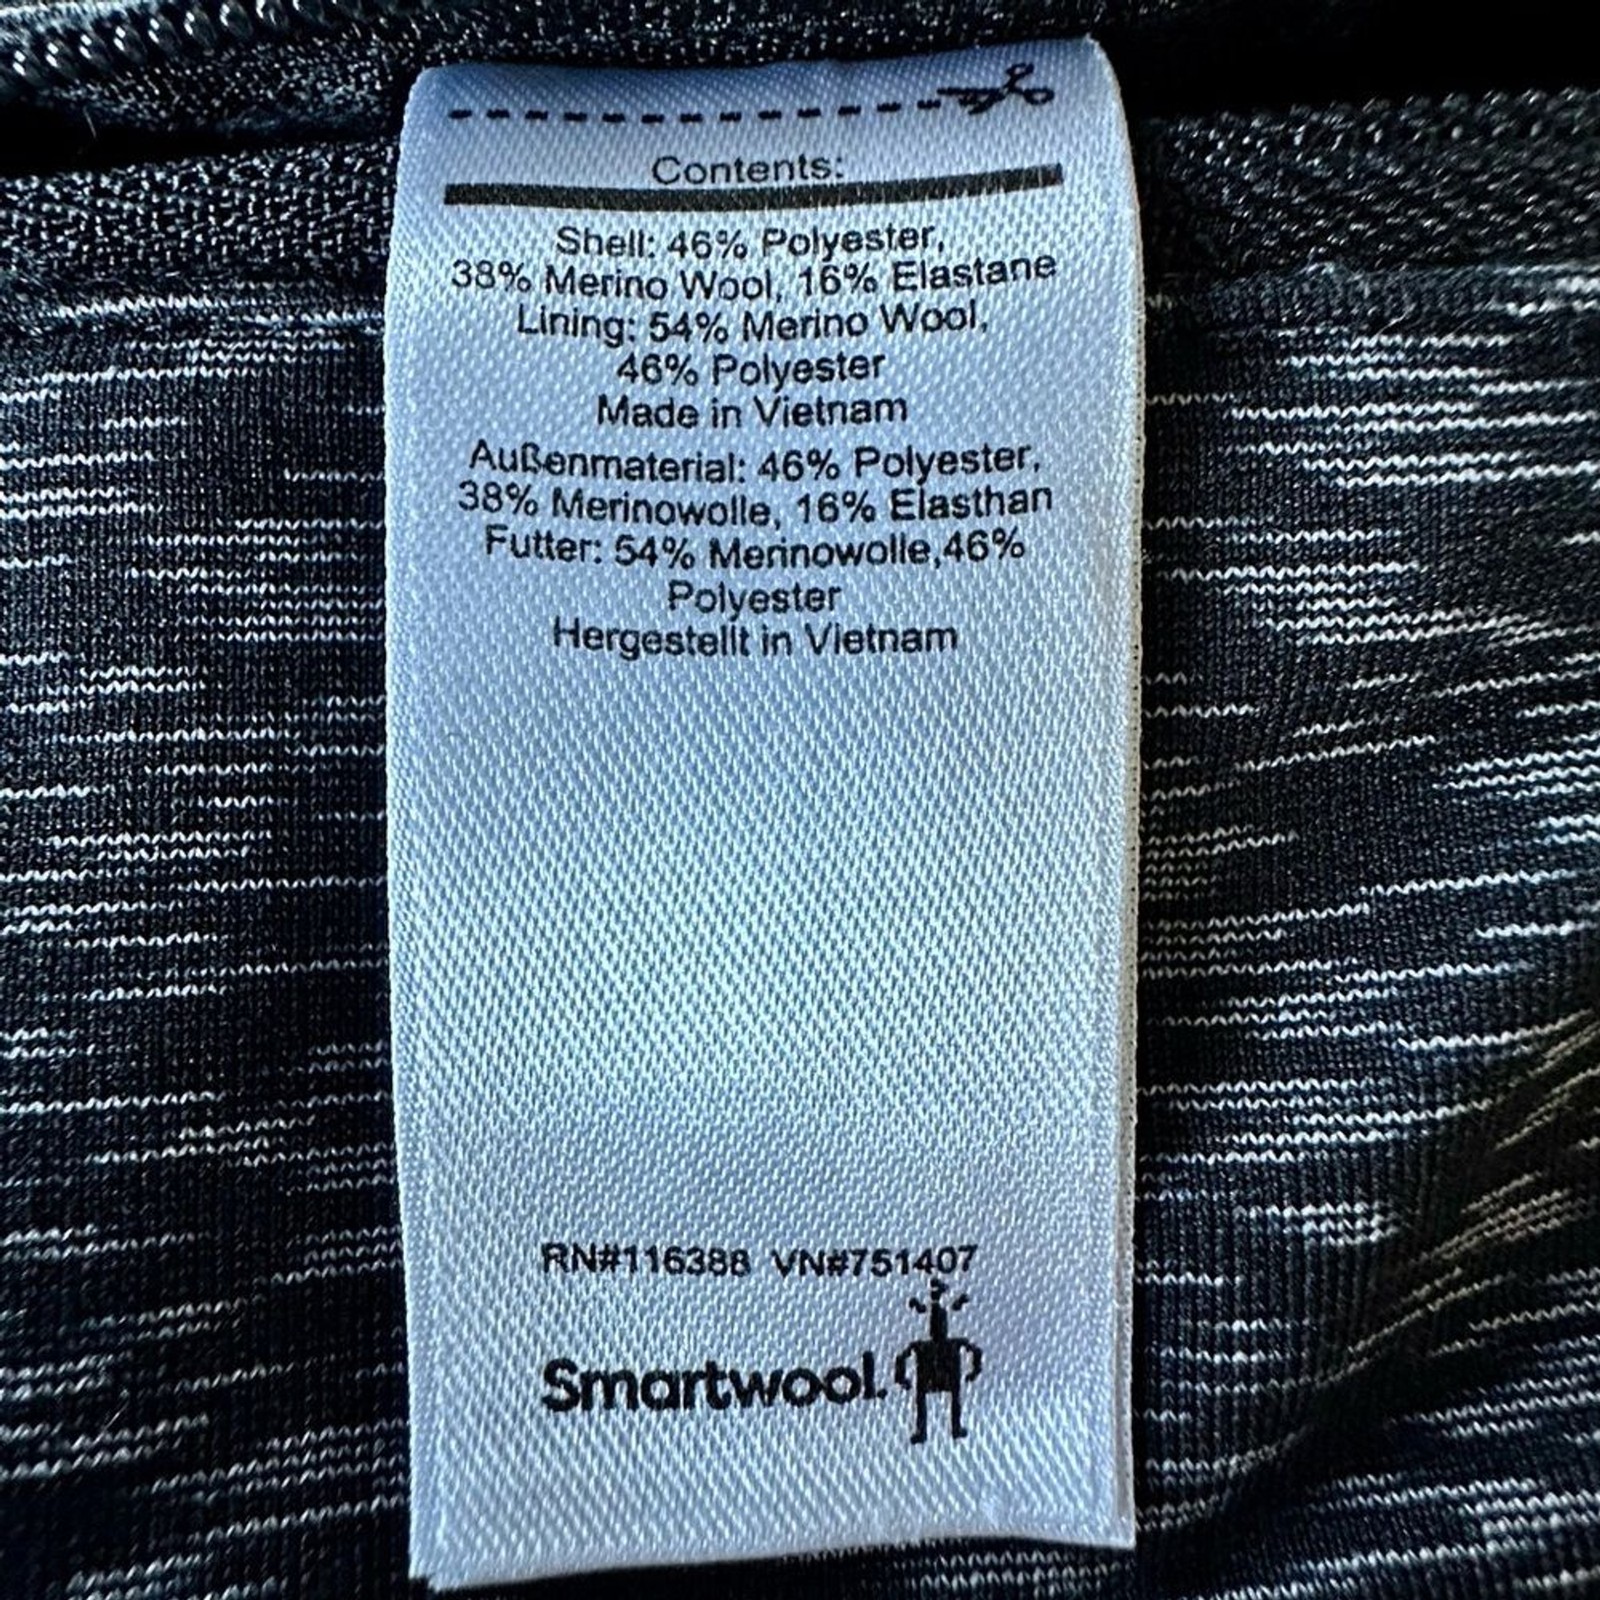 Contents:
Shell: 46% Polyester,
38% Merino Wool, 16% Elastane
Lining: 54% Merino Wool,
46% Polyester
Made in Vietnam
Außenmaterial: 46% Polyester,
38% Merinowolle, 16% Elasthan
Futter: 54% Merinowolle,46%
Polyester
Hergestellt in Vietnam
RN#116388 VN#751407
Smartwool.